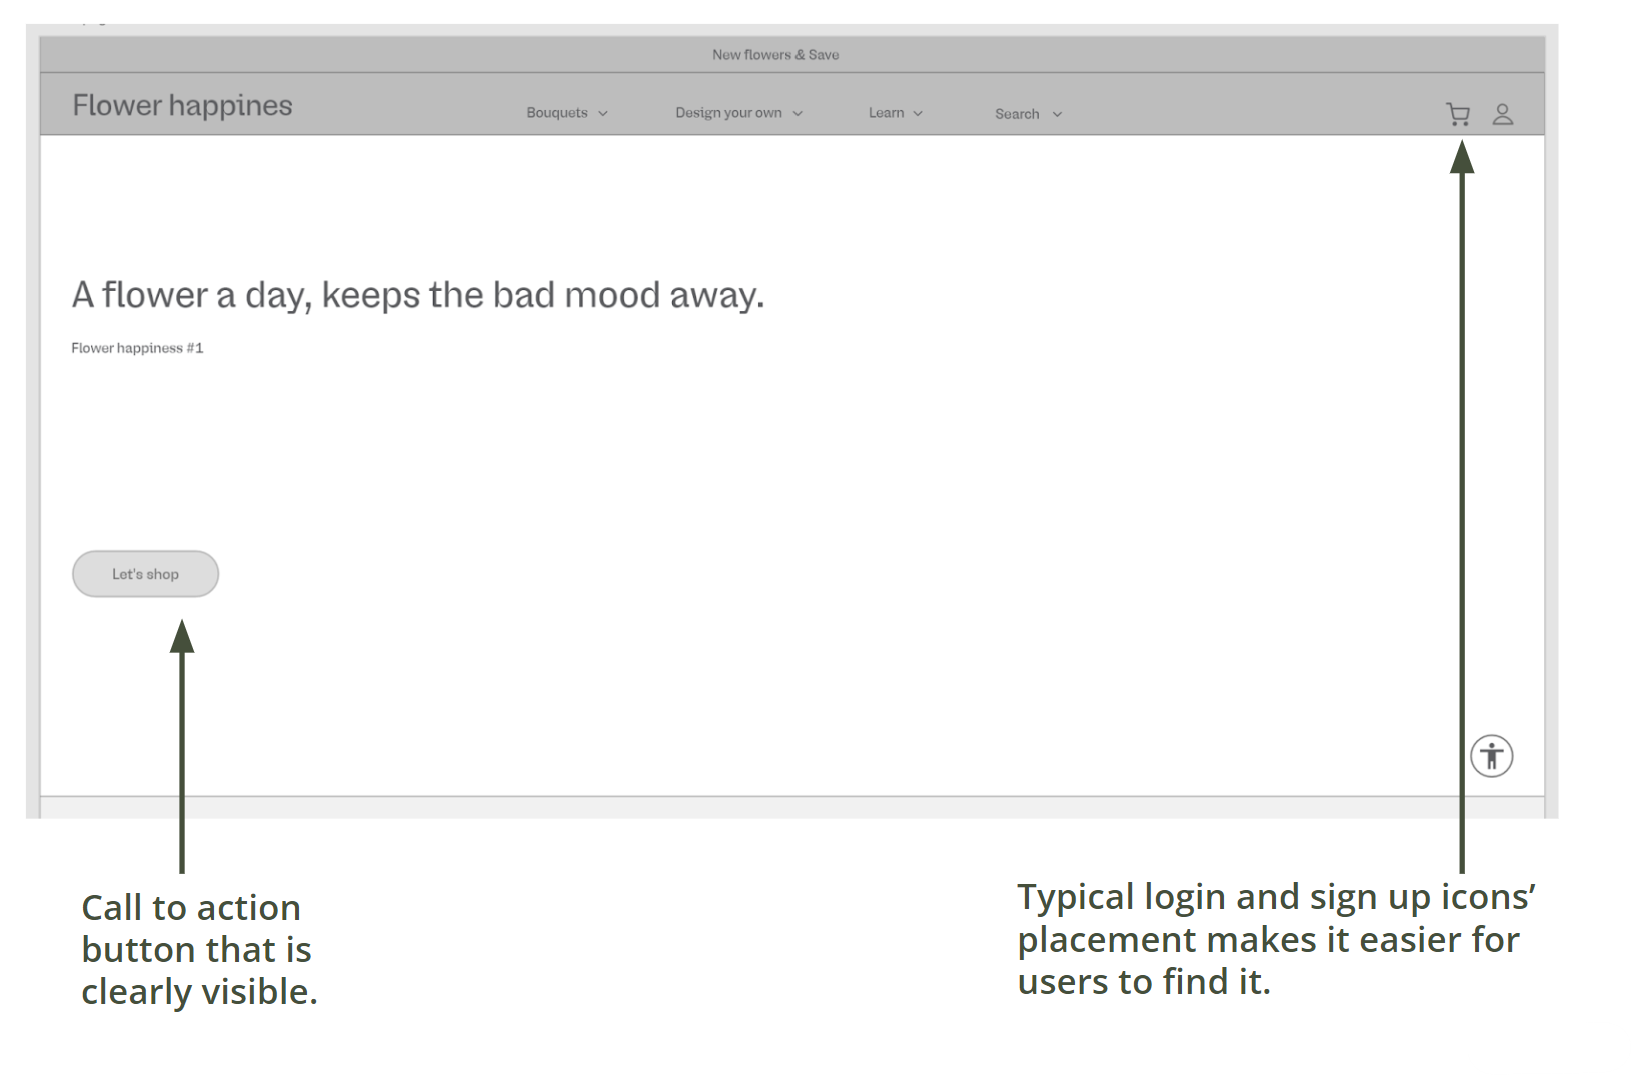 New flowers & Save
Flower happines
Bouquets
Design your own
Learn
Search
A flower a day, keeps the bad mood away.
Flower happiness #1
Let's shop
Call to action
button that is
clearly visible.
Typical login and sign up icons’
placement makes it easier for
users to find it.